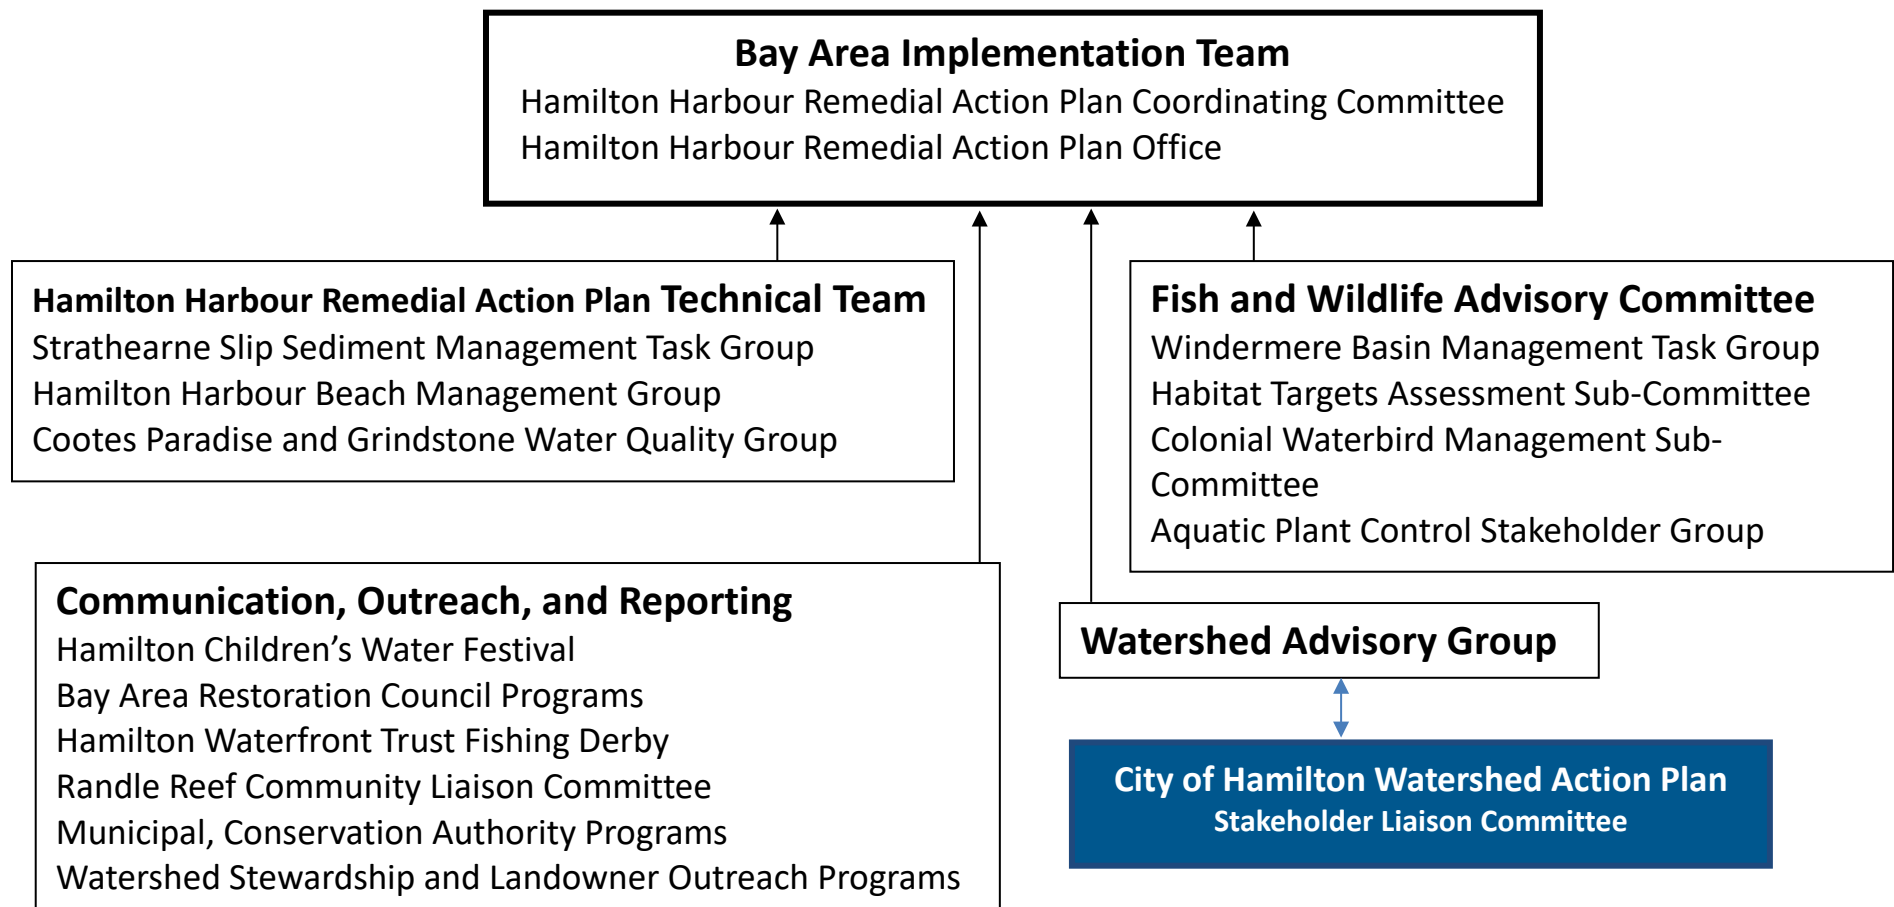 Bay Area Implementation Team
Hamilton Harbour Remedial Action Plan Coordinating Committee
Hamilton Harbour Remedial Action Plan Office
Hamilton Harbour Remedial Action Plan Technical Team
Strathearne Slip Sediment Management Task Group
Hamilton Harbour Beach Management Group
Cootes Paradise and Grindstone Water Quality Group
Fish and Wildlife Advisory Committee
Windermere Basin Management Task Group
Habitat Targets Assessment Sub-Committee
Colonial Waterbird Management Sub-
Committee
Aquatic Plant Control Stakeholder Group
Communication, Outreach, and Reporting
Hamilton Children’s Water Festival
Bay Area Restoration Council Programs
Hamilton Waterfront Trust Fishing Derby
Randle Reef Community Liaison Committee
Municipal, Conservation Authority Programs
Watershed Stewardship and Landowner Outreach Programs
Watershed Advisory Group
City of Hamilton Watershed Action Plan
Stakeholder Liaison Committee